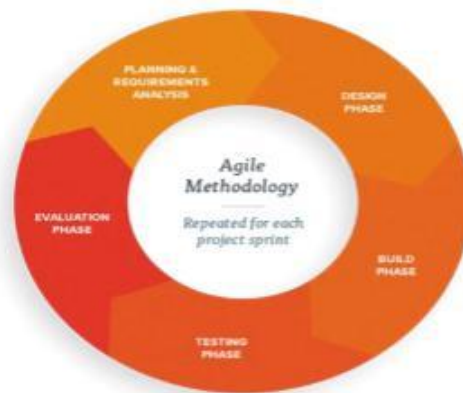 PLANNING &
REQUIREMENTS
ANALYSIS
DESIGN
PHASE
Agile
Methodology
Repeated for each
project sprint
EVALUATION
PHASE
BUILD
PHASE
TESTING
PHASE